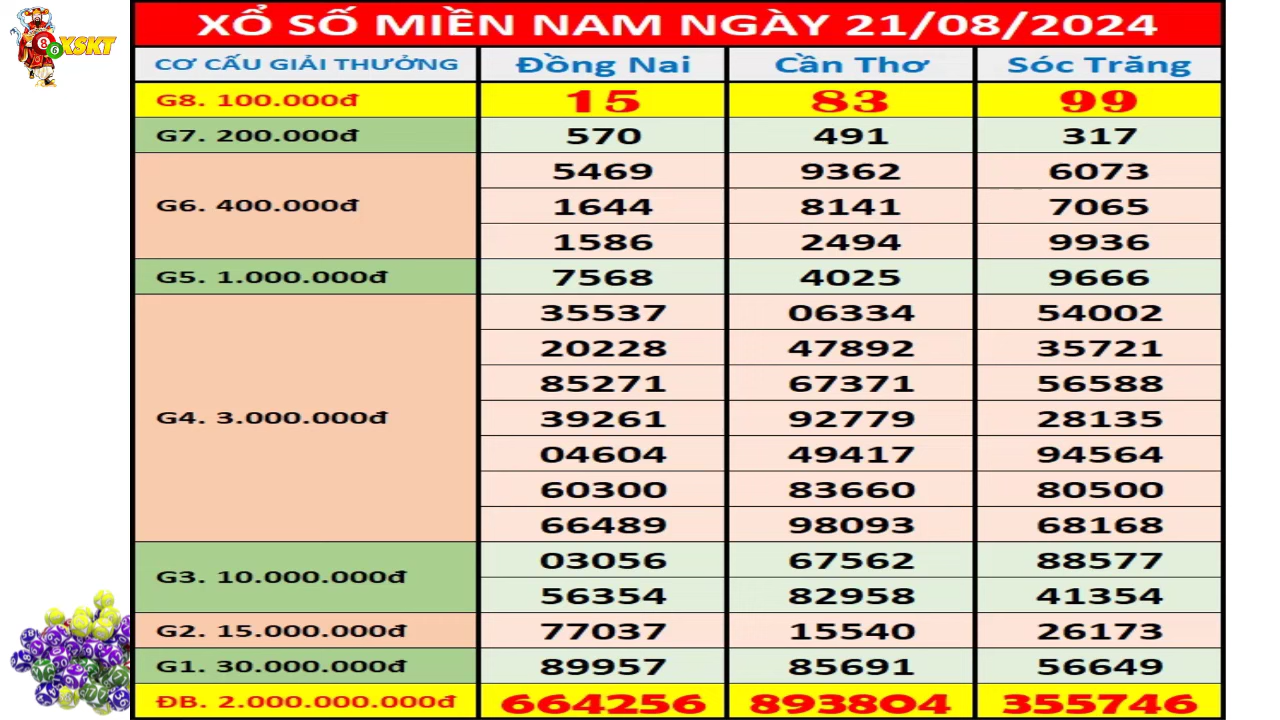 XSKT
XỔ SỐ MIỀN NAM NGÀY 21/08/2024
CƠ CẤU GIẢI THƯỞNG Đồng Nai Cần Thơ Sóc Trăng
G8. 100.000đ 15 83 99
G7. 200.000đ 570 491 317
5469 9362 6073
G6. 400.000đ 1644 8141 7065
1586 2494 9936
G5. 1.000.000đ 7568 4025 9666
35537 06334 54002
20228 47892 35721
85271 67371 56588
G4. 3.000.000đ 39261 92779 28135
04604 49417 94564
60300 83660 80500
66489 98093 68168
G3. 10.000.000đ 03056 67562 88577
56354 82958 41354
G2. 15.000.000đ 77037 15540 26173
G1. 30.000.000đ 89957 85691 56649
ĐB. 2.000.000.000đ 664256 893804 355746